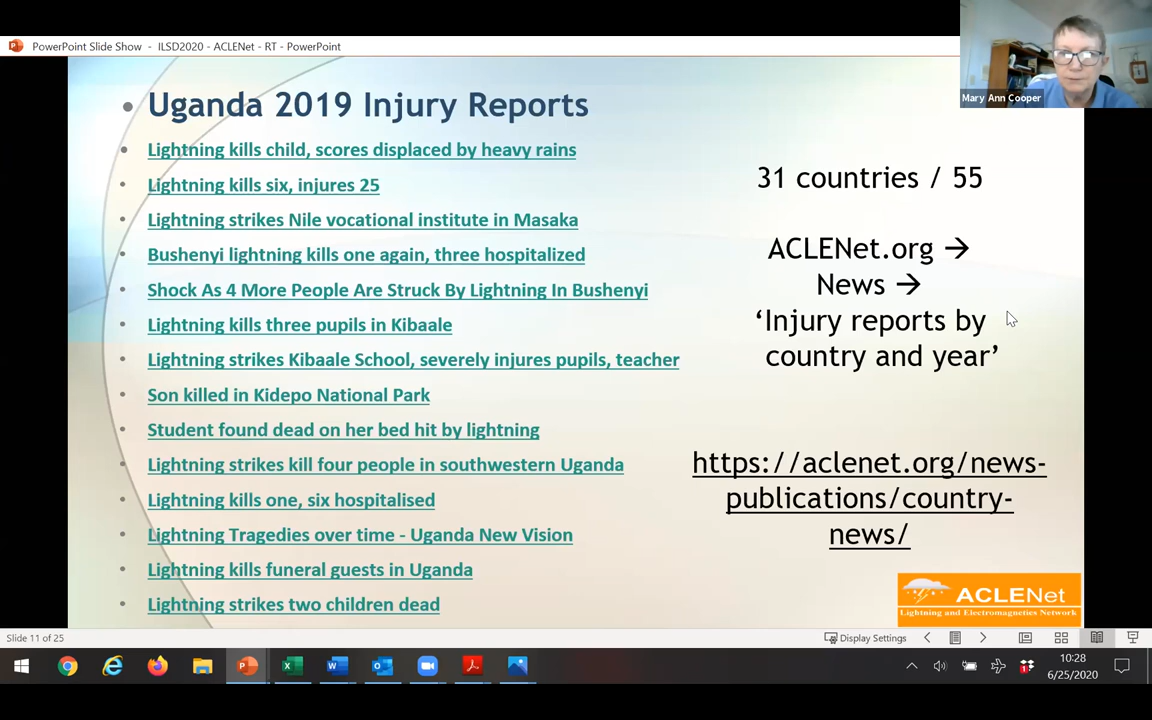 PowerPoint Slide Show - ILSD2020 - ACLENet - RT - PowerPoint
Mary Ann Cooper
• Uganda 2019 Injury Reports
• Lightning kills child, scores displaced by heavy rains
• Lightning kills six, injures 25
• Lightning strikes Nile vocational institute in Masaka
• Bushenyi lightning kills one again, three hospitalized
• Shock As 4 More People Are Struck By Lightning In Bushenyi
• Lightning kills three pupils in Kibaale
• Lightning strikes Kibaale School, severely injures pupils, teacher
• Son killed in Kidepo National Park
• Student found dead on her bed hit by lightning
• Lightning strikes kill four people in southwestern Uganda
• Lightning kills one, six hospitalised
• Lightning Tragedies over time - Uganda New Vision
• Lightning kills funeral guests in Uganda
• Lightning strikes two children dead
31 countries / 55
ACLENet.org →
News →
‘Injury reports by
country and year’
https://aclenet.org/news-
publications/country-
news/
ACLENet
Lightning and Electromagnetics Network
Slide 11 of 25
Display Settings
10:28
6/25/2020